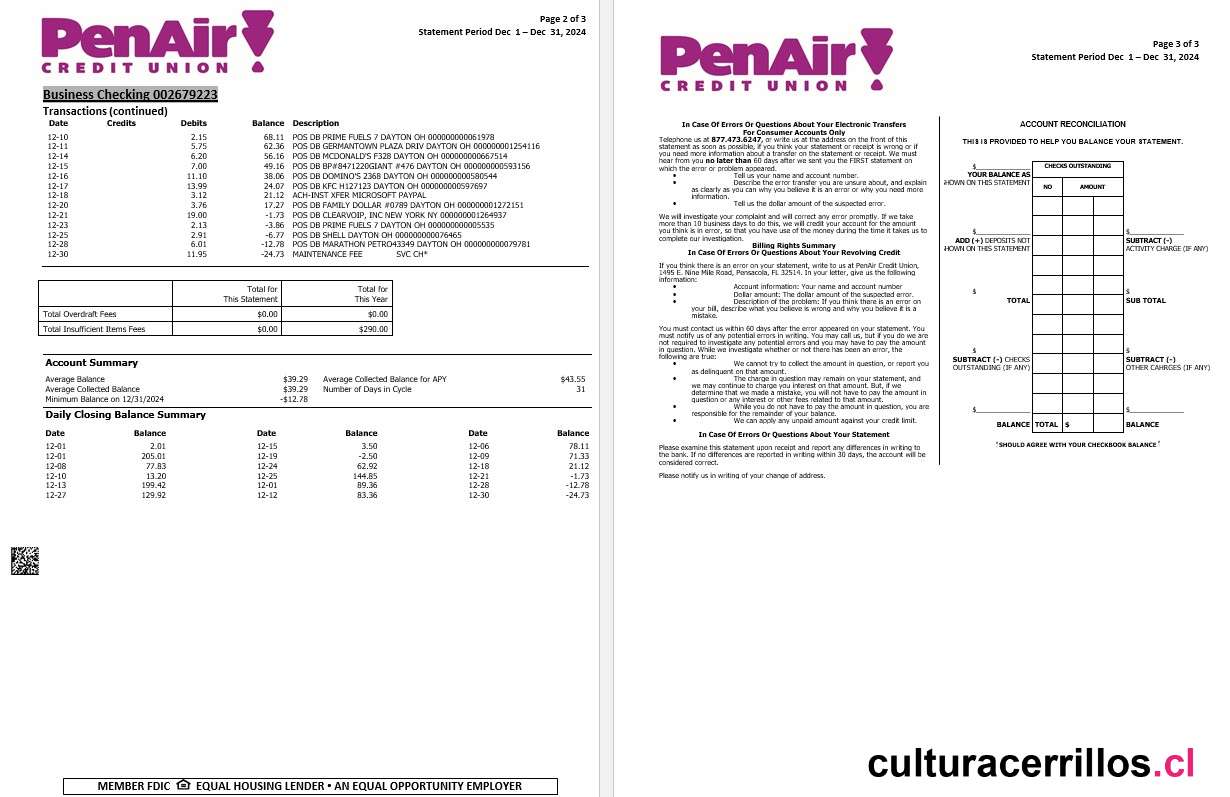 PenAir
CREDIT UNION
Page 2 of 3
Statement Period Dec 1 – Dec 31, 2024
Business Checking 002679223
Transactions (continued)
Date Credits Debits Balance Description
12-10 2.15 68.11 POS DB PRIME FUELS 7 DAYTON OH 000000000061978
12-11 5.75 62.36 POS DB GERMANTOWN PLAZA DRIV DAYTON OH 0000000001254116
12-14 6.20 56.16 POS DB MCDONALD'S F328 DAYTON OH 0000000000667514
12-15 7.00 49.16 POS DB BP#8471220GIANT #476 DAYTON OH 000000000593156
12-16 11.10 38.06 POS DB DOMINO'S 2368 DAYTON OH 000000000580544
12-17 13.99 24.07 POS DB KFC H127123 DAYTON OH 0000000000597697
12-18 3.12 21.12 ACH-INST XFER MICROSOFT PAYPAL
12-20 3.76 17.27 POS DB FAMILY DOLLAR #0789 DAYTON OH 0000000001272151
12-21 19.00 -1.73 POS DB CLEARVOIP, INC NEW YORK NY 0000000001264937
12-23 2.13 -3.86 POS DB PRIME FUELS 7 DAYTON OH 000000000005535
12-25 2.91 -6.77 POS DB SHELL DAYTON OH 00000000076465
12-28 6.01 -12.78 POS DB MARATHON PETRO43349 DAYTON OH 000000000079781
12-30 11.95 -24.73 MAINTENANCE FEE SVC CH*
Total for This Statement Total for This Year
Total Overdraft Fees $0.00 $0.00
Total Insufficient Items Fees $0.00 $290.00
Account Summary
Average Balance $39.29 Average Collected Balance for APY $43.55
Average Collected Balance $39.29 Number of Days in Cycle 31
Minimum Balance on 12/31/2024 -$12.78
Daily Closing Balance Summary
Date Balance Date Balance Date Balance
12-01 2.01 12-15 3.50 12-06 78.11
12-01 205.01 12-19 -2.50 12-09 71.33
12-08 77.83 12-24 62.92 12-18 21.12
12-10 13.20 12-25 144.85 12-21 -1.73
12-13 199.42 12-01 89.36 12-28 -12.78
12-27 129.92 12-12 83.36 12-30 -24.73
MEMBER FDIC EQUAL HOUSING LENDER • AN EQUAL OPPORTUNITY EMPLOYER
PenAir
CREDIT UNION
Page 3 of 3
Statement Period Dec 1 – Dec 31, 2024
In Case Of Errors Or Questions About Your Electronic Transfers
For Consumer Accounts Only
Telephone us at 877.473.6247, or write us at the address on the front of this
statement as soon as possible, if you think your statement or receipt is wrong or if
you need more information about a transfer on the statement or receipt. We must
hear from you no later than 60 days after we sent you the FIRST statement on
which the error or problem appeared.
• Tell us your name and account number.
• Describe the error transfer you are unsure about, and explain
as clearly as you can why you believe it is an error or why you need more
information.
• Tell us the dollar amount of the suspected error.
We will investigate your complaint and will correct any error promptly. If we take
more than 10 business days to do this, we will credit your account for the amount
you think is in error, so that you have use of the money during the time it takes us to
complete our investigation.
Billing Rights Summary
In Case Of Errors Or Questions About Your Revolving Credit
If you think there is an error on your statement, write to us at PenAir Credit Union,
1495 E. Nine Mile Road, Pensacola, FL 32514. In your letter, give us the following
information:
• Account information: Your name and account number
• Dollar amount: The dollar amount of the suspected error.
• Description of the problem: If you think there is an error on
your bill, describe what you believe is wrong and why you believe it is a
mistake.
You must contact us within 60 days after the error appeared on your statement. You
must notify us of any potential errors in writing. You may call us, but if you do we are
not required to investigate any potential errors and you may have to pay the amount
in question. While we investigate whether or not there has been an error, the
following are true:
• We cannot try to collect the amount in question, or report you
as delinquent on that amount.
• The charge in question may remain on your statement, and
we may continue to charge you interest on that amount. But, if we
determine that we made a mistake, you will not have to pay the amount in
question or any interest or other fees related to that amount.
• While you do not have to pay the amount in question, you are
responsible for the remainder of your balance.
• We can apply any unpaid amount against your credit limit.
In Case Of Errors Or Questions About Your Statement
Please examine this statement upon receipt and report any differences in writing to
the bank. If no differences are reported in writing within 30 days, the account will be
considered correct.
Please notify us in writing of your change of address.
ACCOUNT RECONCILIATION
THIS IS PROVIDED TO HELP YOU BALANCE YOUR STATEMENT.
$
YOUR BALANCE AS
HOWN ON THIS STATEMENT
CHECKS OUTSTANDING
NO AMOUNT
$ $
ADD (+) DEPOSITS NOT SUBTRACT (-)
HOWN ON THIS STATEMENT ACTIVITY CHARGE (IF ANY)
$ $
TOTAL SUB TOTAL
$ $
SUBTRACT (-) CHECKS SUBTRACT (-)
OUTSTANDING (IF ANY) OTHER CAHRGES (IF ANY)
$ $
BALANCE TOTAL $ BALANCE
"SHOULD AGREE WITH YOUR CHECKBOOK BALANCE"
culturacerrillos.cl